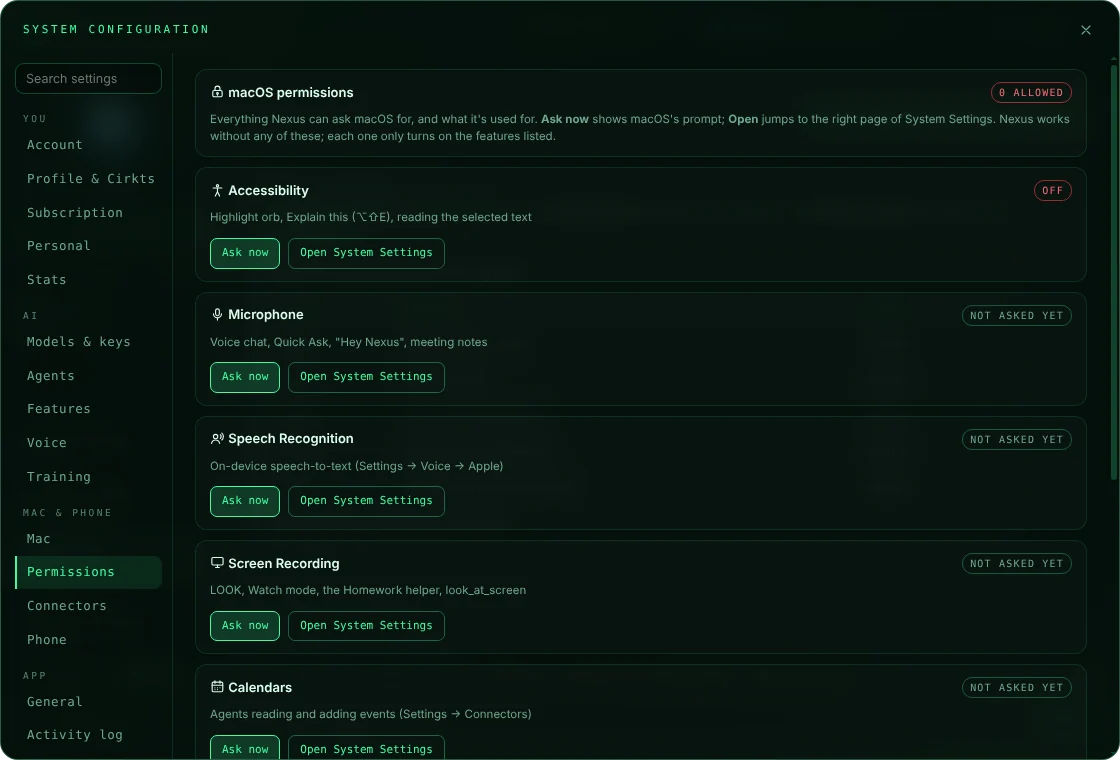 SYSTEM CONFIGURATION
Search settings
YOU
Account
Profile & Cirkts
Subscription
Personal
Stats
AI
Models & keys
Agents
Features
Voice
Training
MAC & PHONE
Mac
Permissions
Connectors
Phone
APP
General
Activity log
macOS permissions
0 ALLOWED
Everything Nexus can ask macOS for, and what it's used for. Ask now shows macOS's prompt; Open jumps to the right page of System Settings. Nexus works
without any of these; each one only turns on the features listed.
Accessibility
OFF
Highlight orb, Explain this (⌥⇧E), reading the selected text
Ask now Open System Settings
Microphone
NOT ASKED YET
Voice chat, Quick Ask, "Hey Nexus", meeting notes
Ask now Open System Settings
Speech Recognition
NOT ASKED YET
On-device speech-to-text (Settings → Voice → Apple)
Ask now Open System Settings
Screen Recording
NOT ASKED YET
LOOK, Watch mode, the Homework helper, look_at_screen
Ask now Open System Settings
Calendars
NOT ASKED YET
Agents reading and adding events (Settings → Connectors)
Ask now Open System Settings